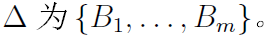 Δ 为 {B₁, . . . , Bₘ}。